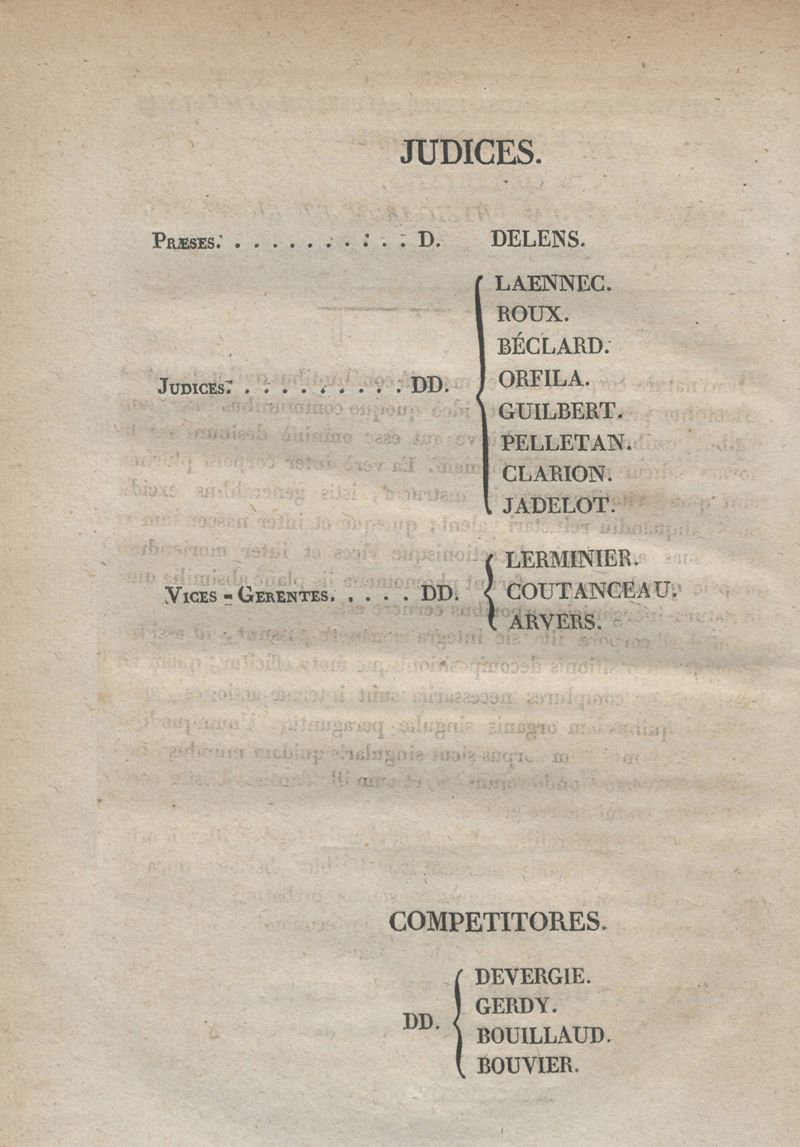 JUDICES.
PRÆSES. . . . . . . . . . . D. DELENS.
JUDICES. . . . . . . . . . DD. LAENNEC.
ROUX.
BÉCLARD.
ORFILA.
GUILBERT.
PELLETAN.
CLARION.
JADELOT.
VICES-GERENTES. . . . . DD. LERMINIER.
COUTANCEAU.
ARVERS.
COMPETITORES.
DD. DEVERGIE.
GERDY.
BOUILLAUD.
BOUVIER.